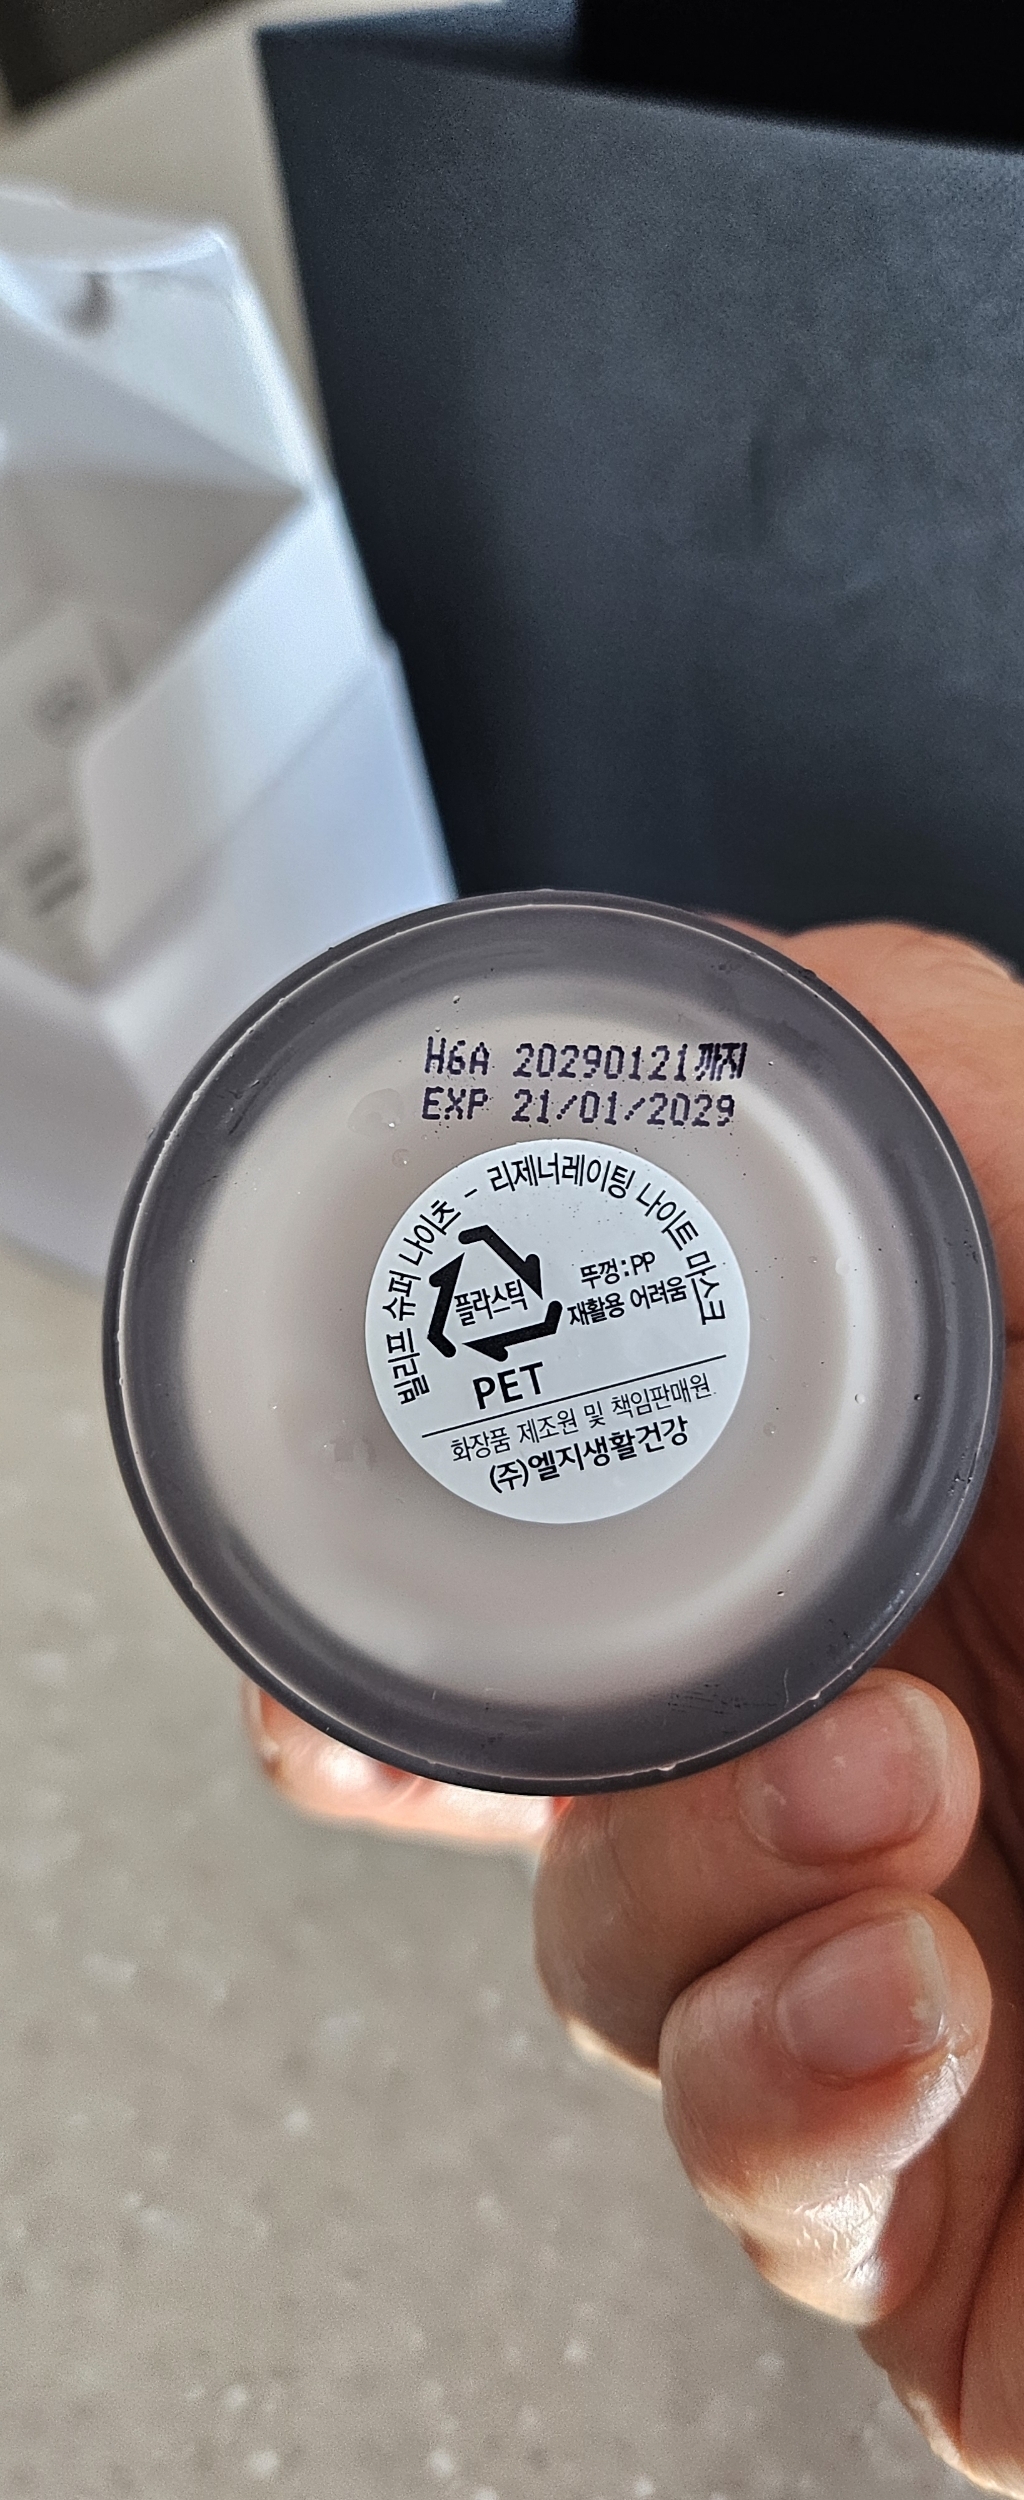 H6A 20290121까지
EXP 21/01/2029
빌리프 슈퍼 나이츠 - 리제너레이팅 나이트 마스크
플라스틱
PET
뚜껑:PP
재활용 어려움
화장품 제조원 및 책임판매원
(주)엘지생활건강